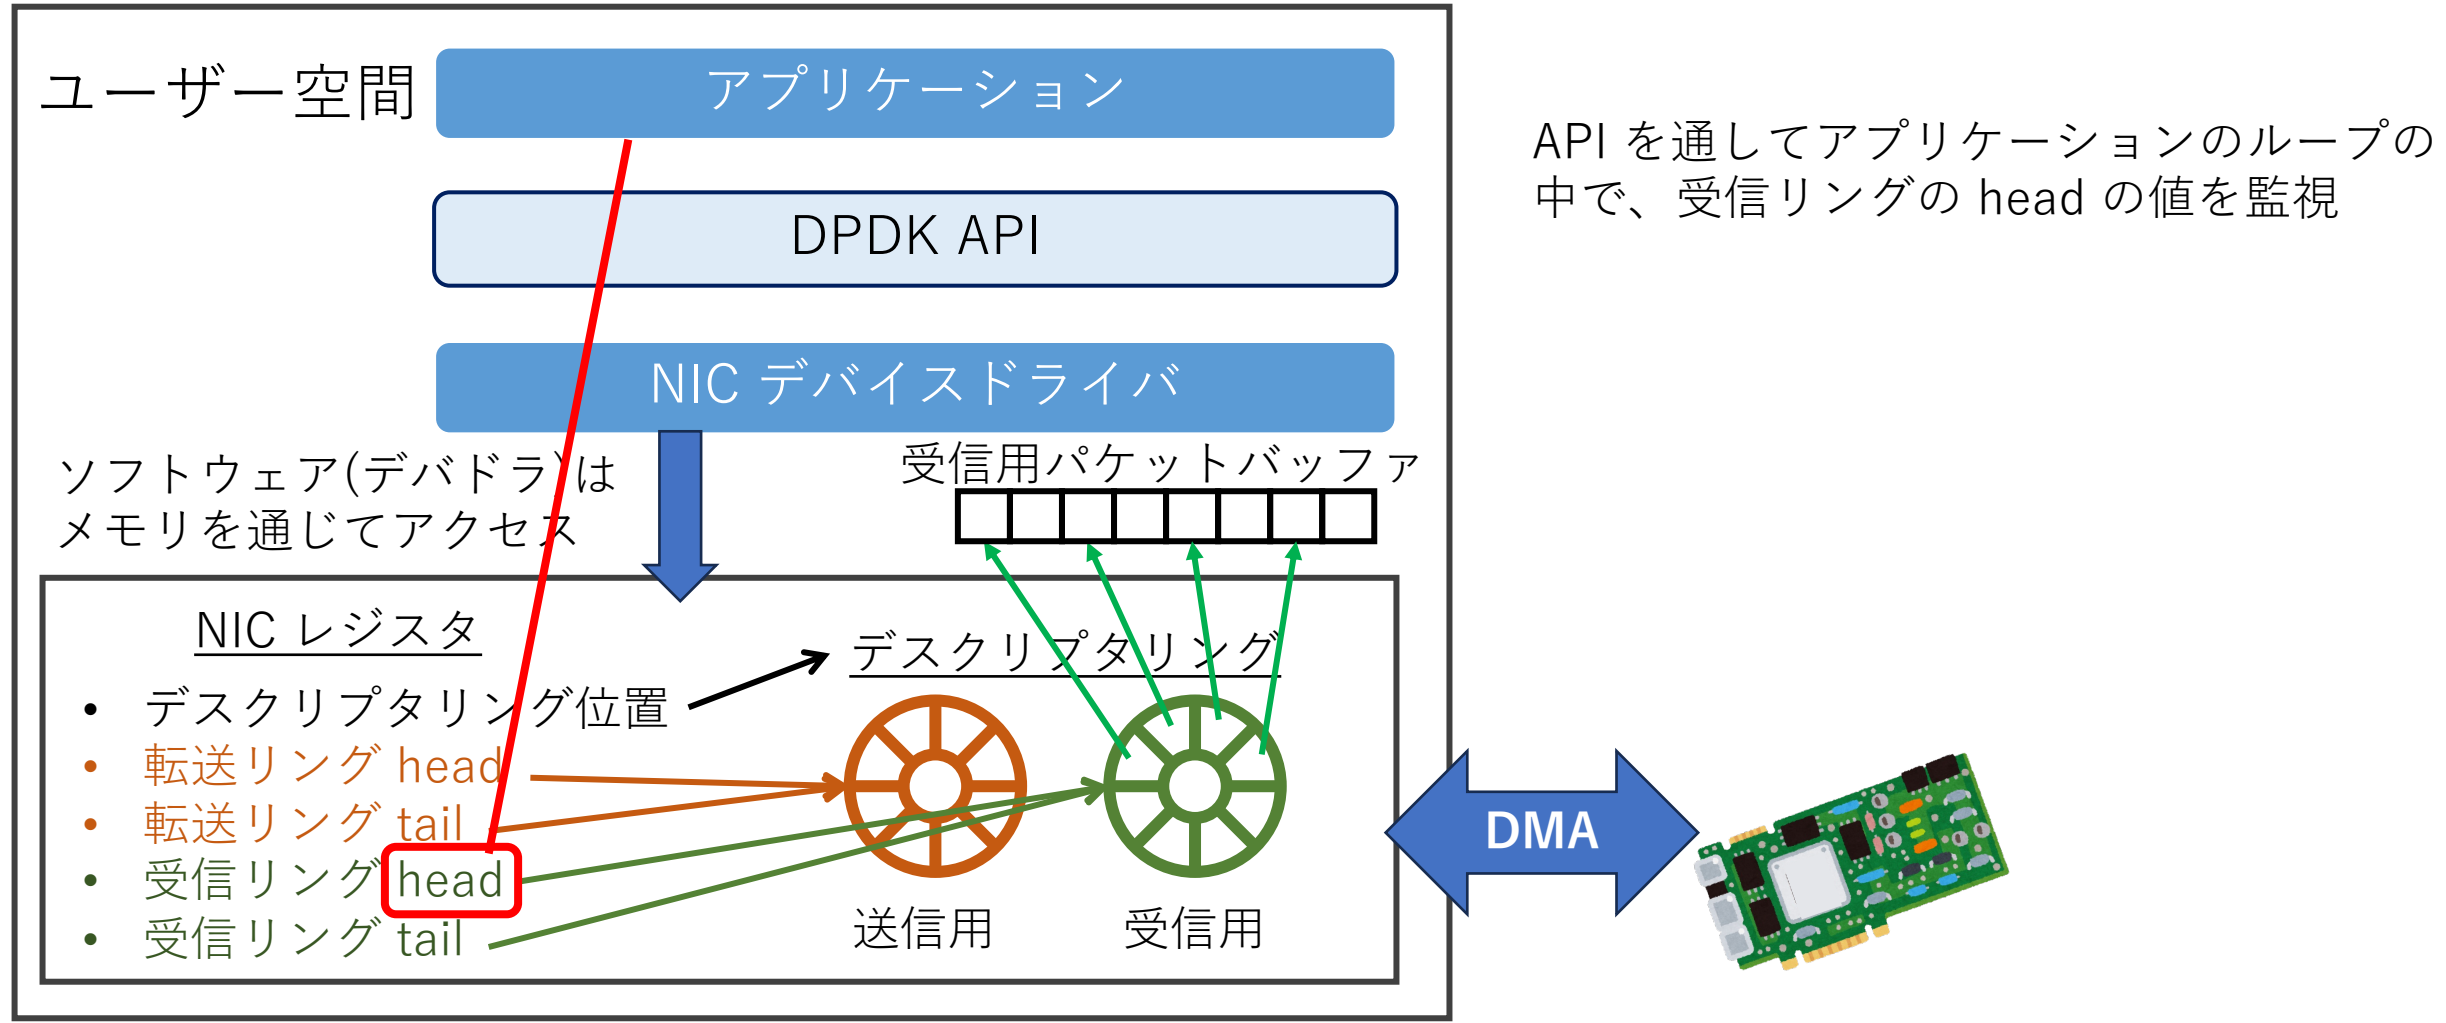 ユーザー空間
アプリケーション
API を通してアプリケーションのループの
中で、受信リングの head の値を監視
DPDK API
NIC デバイスドライバ
ソフトウェア(デバドラ)は
メモリを通じてアクセス
受信用パケットバッファ
NIC レジスタ
• デスクリプタリング位置
• 転送リング head
• 転送リング tail
• 受信リング head
• 受信リング tail
デスクリプタリング
送信用
受信用
DMA